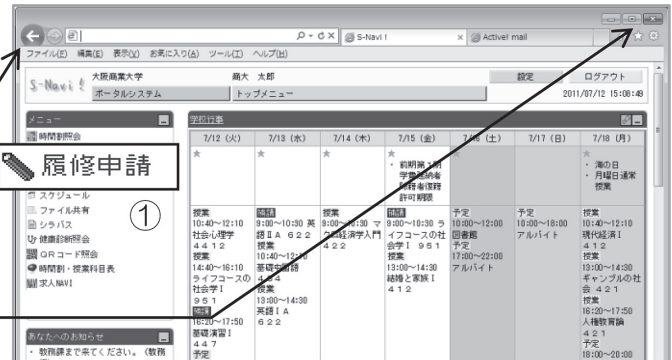 S-Navi !
Active! mail
ファイル(F) 編集(E) 表示(V) お気に入り(A) ツール(T) ヘルプ(H)
S-Navi !
大阪商業大学
商大 太郎
設定
ログアウト
ポータルシステム
トップメニュー
2011/07/12 15:08:49
メニュー
時間割照会
履修申請
スケジュール
ファイル共有
シラバス
健康診断照会
QRコード照会
時間割・授業科目表
求人NAVI
①
あなたへのお知らせ
・ 教務課まで来てください。(教務
学校行事
7/12 (火) 7/13 (水) 7/14 (木) 7/15 (金) 7/16 (土) 7/17 (日) 7/18 (月)
★ ★ ★ ★ ★ ★ ★
・ 前期第1期
学費延納者
許可期限
・ 海の日
・ 月曜日通常
授業
授業
10:40~12:10
社会心理学
4412
授業
14:40~16:10
ライフコースの
社会学Ⅰ
951
補講
16:20~17:50
基礎演習Ⅰ
447
予定
補講
9:00~10:30 英
語ⅡA 622
授業
10:40~12:10
基礎中国語
授業
13:00~14:30
英語ⅠA
622
授業
9:00~10:30 マ
クロ経済学入門
422
補講
9:00~10:30 ラ
イフコースの社
会学Ⅰ 951
授業
13:00~14:30
結婚と家族Ⅰ
412
予定
10:00~12:00
図書館
予定
17:00~22:00
アルバイト
予定
10:00~18:00
アルバイト
授業
10:40~12:10
現代経済Ⅰ
412
授業
13:00~14:30
ギャンブルの社
会 421
授業
16:20~17:50
人権教育論
421
予定
18:00~20:00